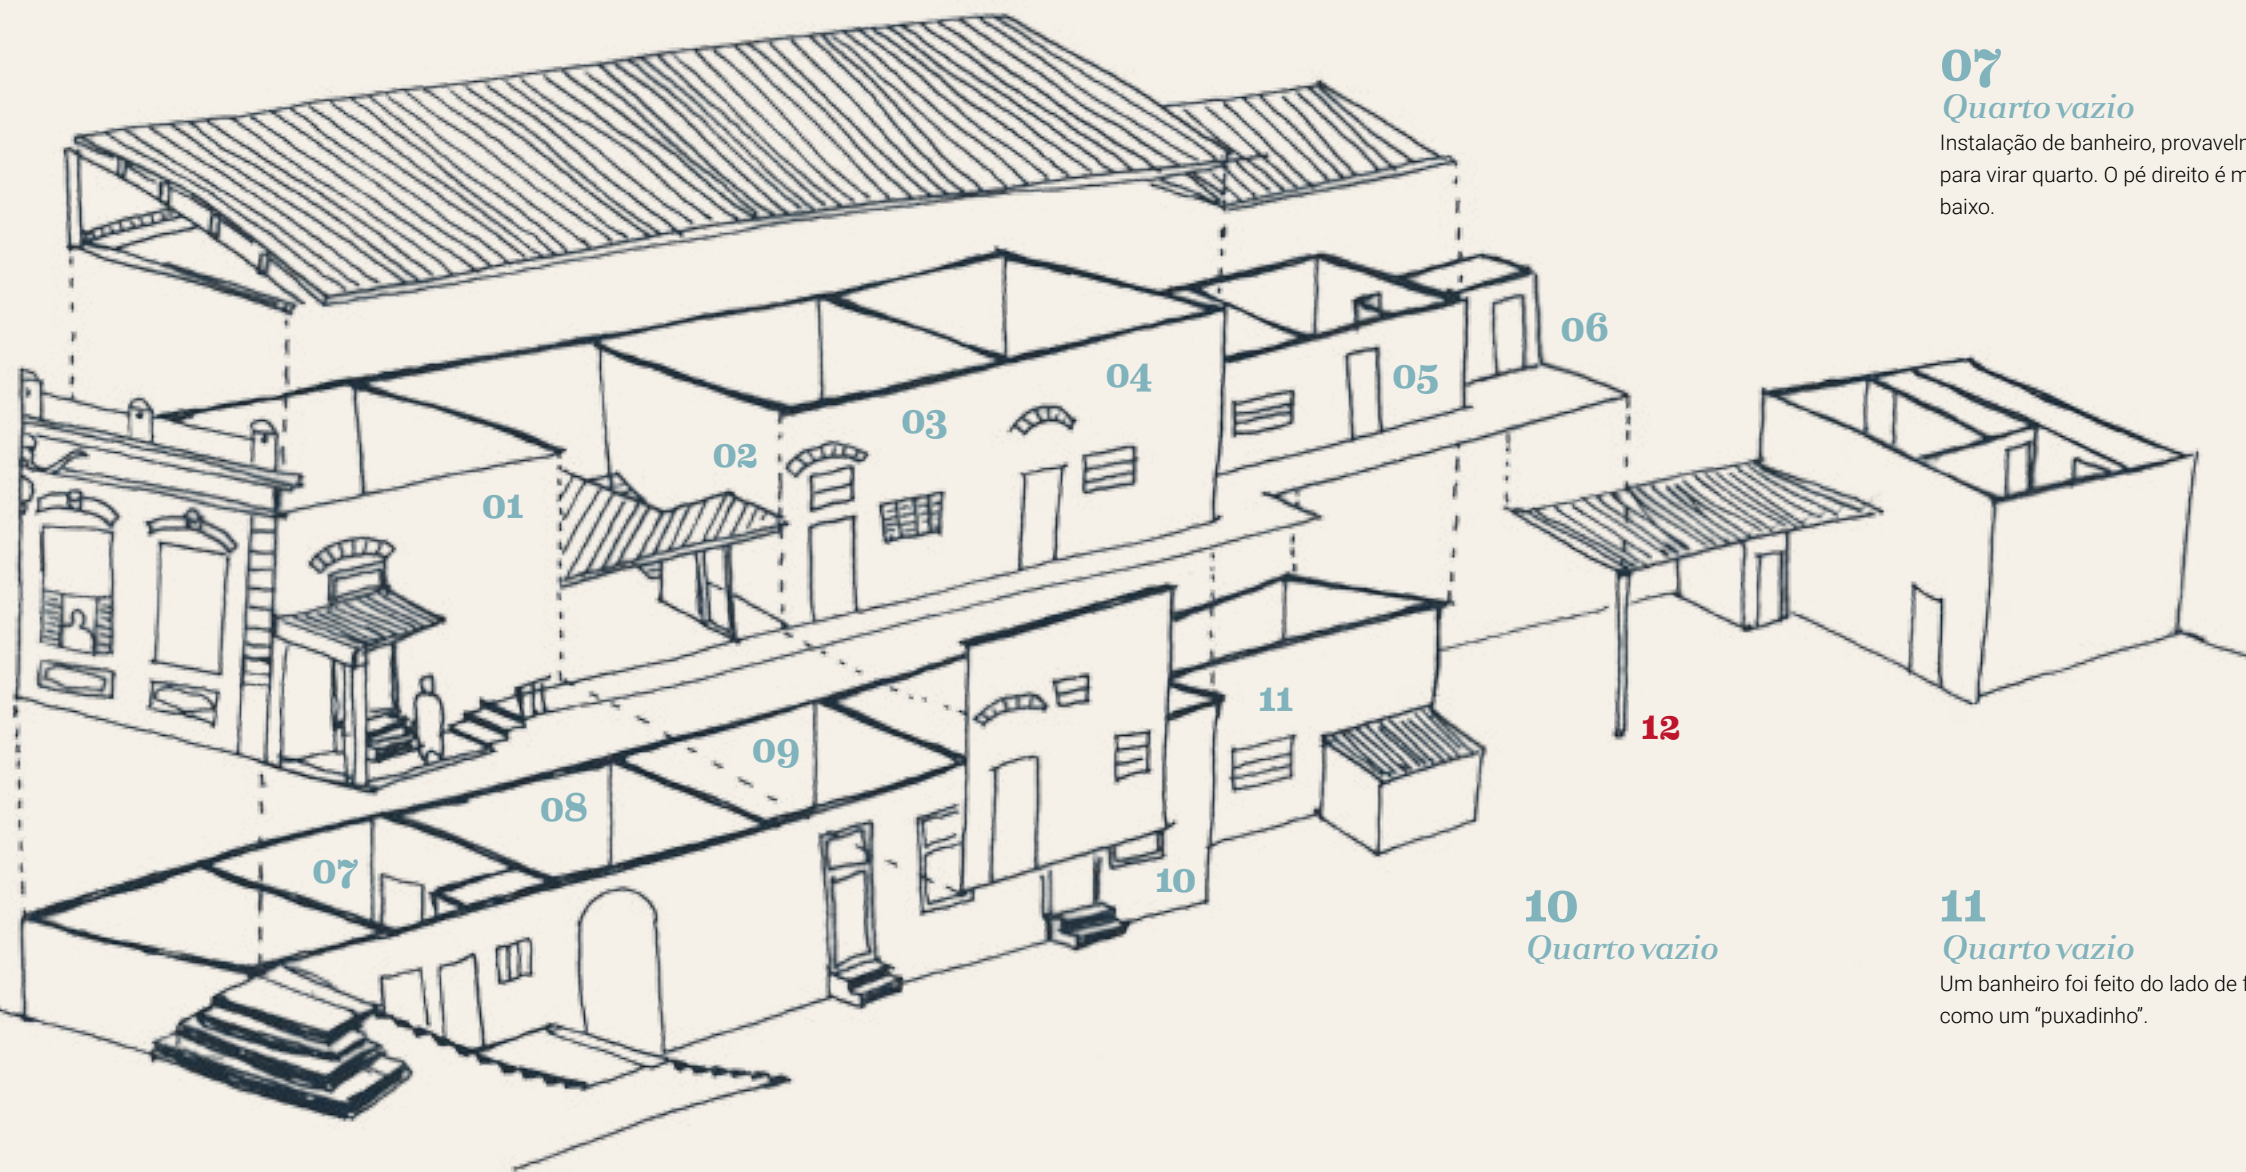 07
Quarto vazio
Instalação de banheiro,
para virar quarto. O pé direito é
baixo.
06
04
05
03
02
01
12
11
09
08
07
10
10
Quarto vazio
11
Quarto vazio
Um banheiro foi feito do lado de
como um “puxadinho”.